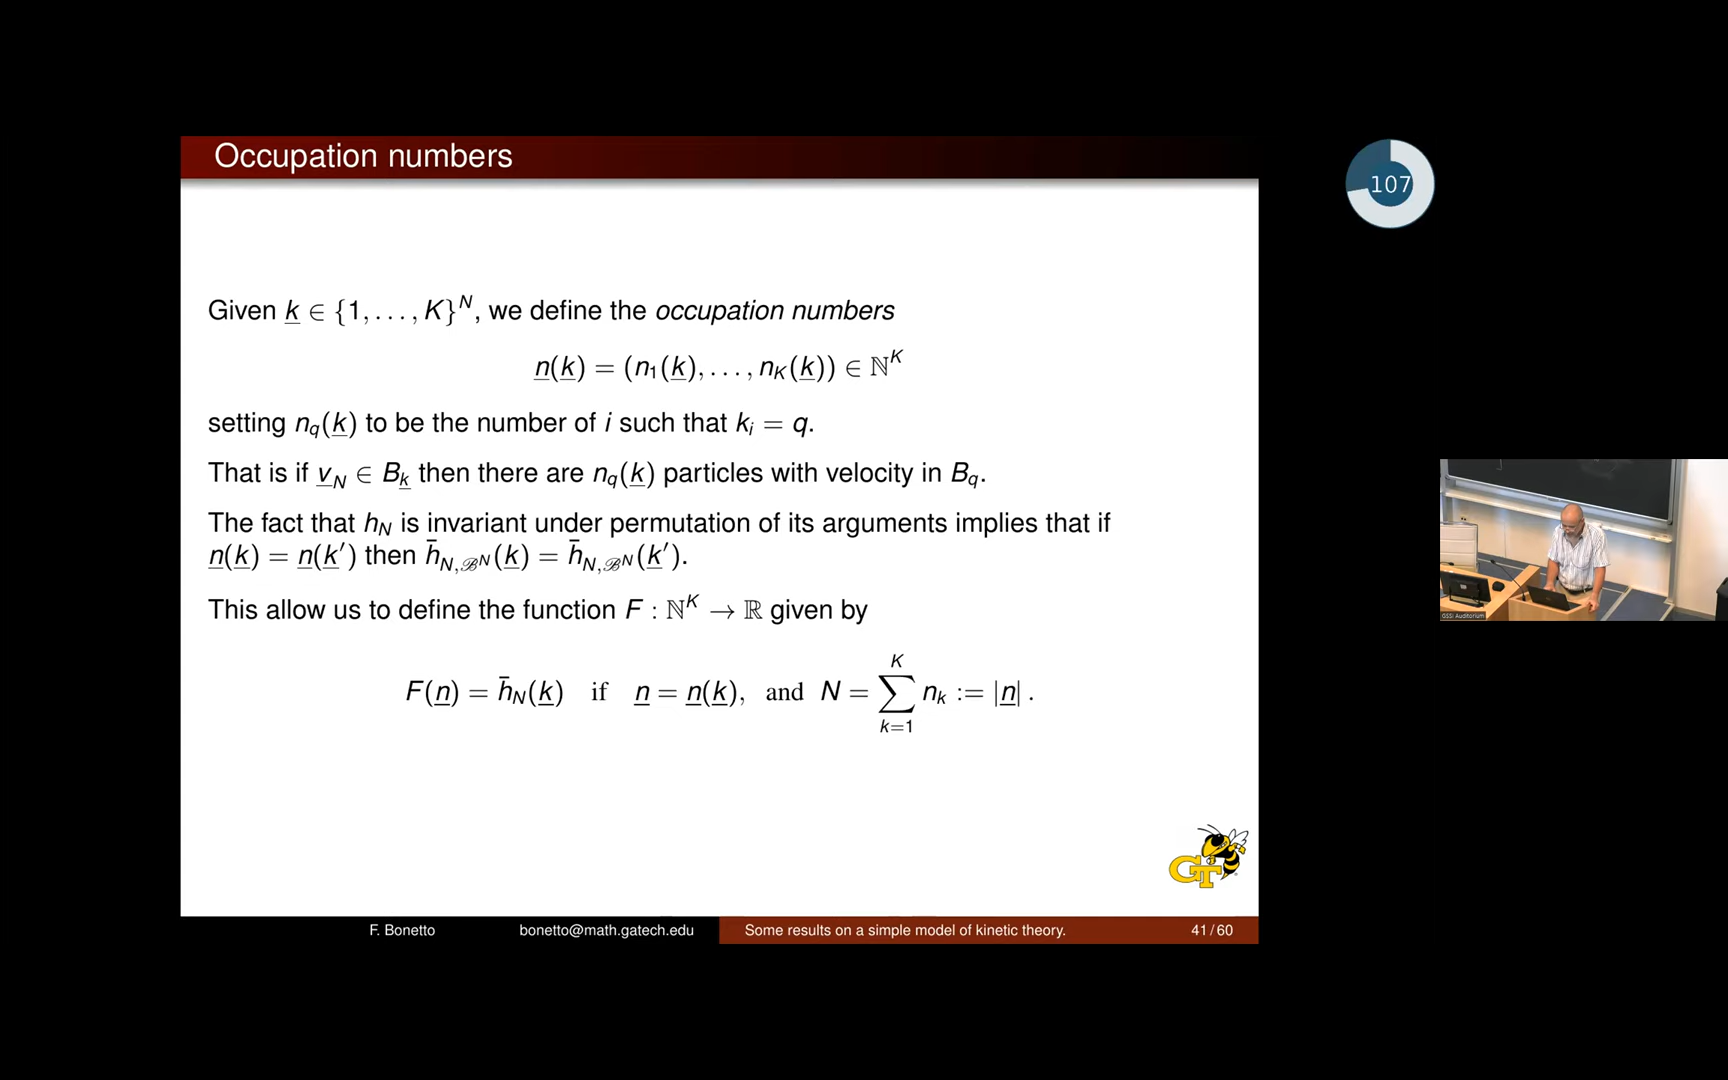 Occupation numbers
107
Given k ∈ {1, . . . , K}^N, we define the occupation numbers
n(k) = (n₁(k), . . . , n_K(k)) ∈ ℕ^K
setting n_q(k) to be the number of i such that k_i = q.
That is if v_N ∈ B_k then there are n_q(k) particles with velocity in B_q.
The fact that h_N is invariant under permutation of its arguments implies that if
n(k) = n(k′) then h̄_{N,ℬ^N}(k) = h̄_{N,ℬ^N}(k′).
This allow us to define the function F : ℕ^K → ℝ given by
F(n) = h̄_N(k) if n = n(k), and N = ∑_{k=1}^{K} n_k := |n| .
GSSI Auditorium
GT
F. Bonetto bonetto@math.gatech.edu Some results on a simple model of kinetic theory. 41 / 60